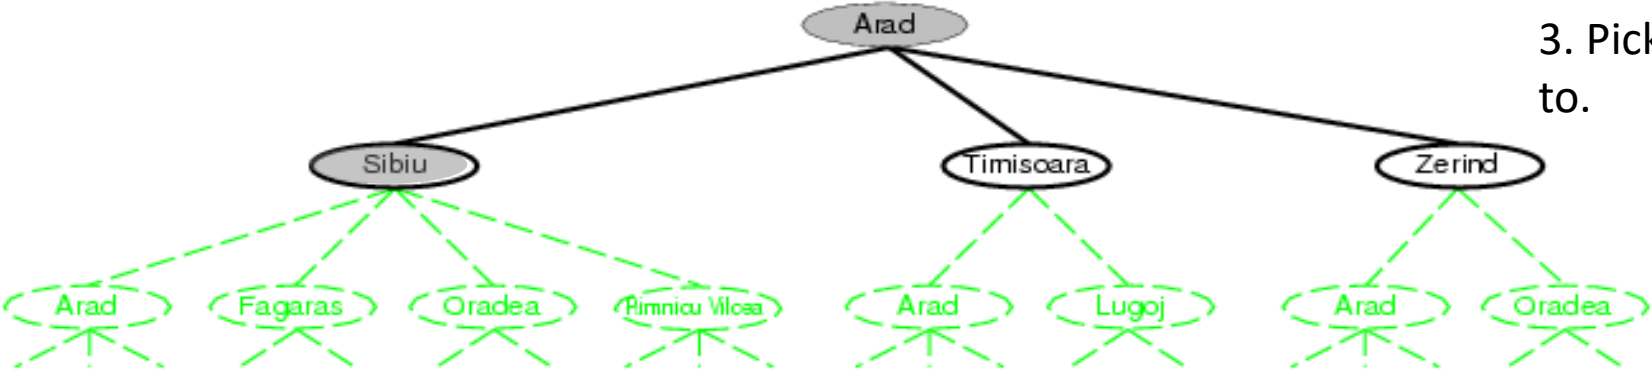 Arad
3. Pick
to.
Sibiu
Timisoara
Zerind
Arad
Fagaras
Oradea
Rimnicu Vilcea
Arad
Lugoj
Arad
Oradea